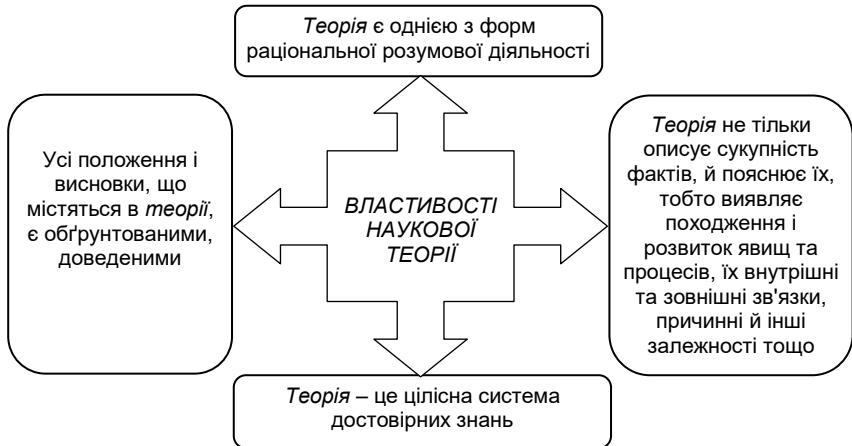 Теорія є однією з форм
раціональної розумової діяльності
Усі положення і
висновки, що
містяться в теорії,
є обґрунтованими,
доведеними
ВЛАСТИВОСТІ
НАУКОВОЇ
ТЕОРІЇ
Теорія не тільки
описує сукупність
фактів, й пояснює їх,
тобто виявляє
походження і
розвиток явищ та
процесів, їх внутрішні
та зовнішні зв'язки,
причинні й інші
залежності тощо
Теорія – це цілісна система
достовірних знань